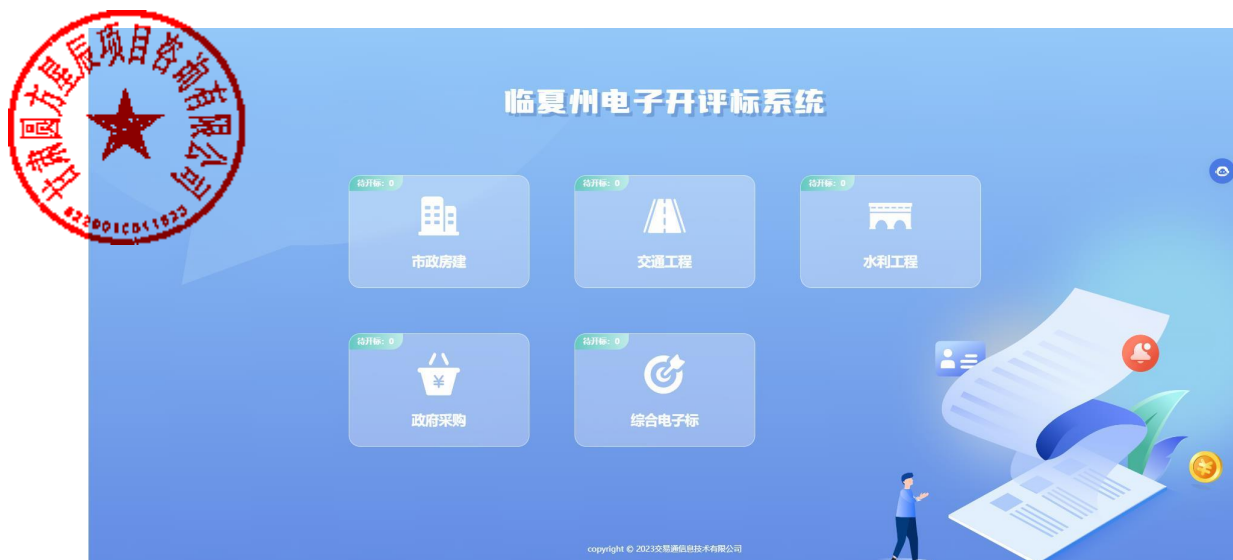 甘肃圆方星辰项目咨询有限公司
临夏州电子开评标系统
待开标：0
待开标：0
待开标：0
市政房建
交通工程
水利工程
待开标：0
待开标：0
政府采购
综合电子标
copyright © 2023交易通信息技术有限公司